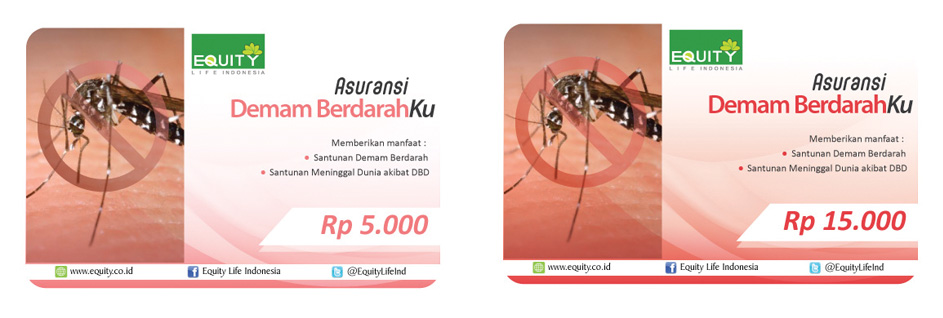 EQUITY
LIFE INDONESIA
Asuransi
Demam BerdarahKu
Memberikan manfaat :
• Santunan Demam Berdarah
• Santunan Meninggal Dunia akibat DBD
Rp 5.000
www.equity.co.id
Equity Life Indonesia
@EquityLifeInd
EQUITY
LIFE INDONESIA
Asuransi
Demam BerdarahKu
Memberikan manfaat :
• Santunan Demam Berdarah
• Santunan Meninggal Dunia akibat DBD
Rp 15.000
www.equity.co.id
Equity Life Indonesia
@EquityLifeInd